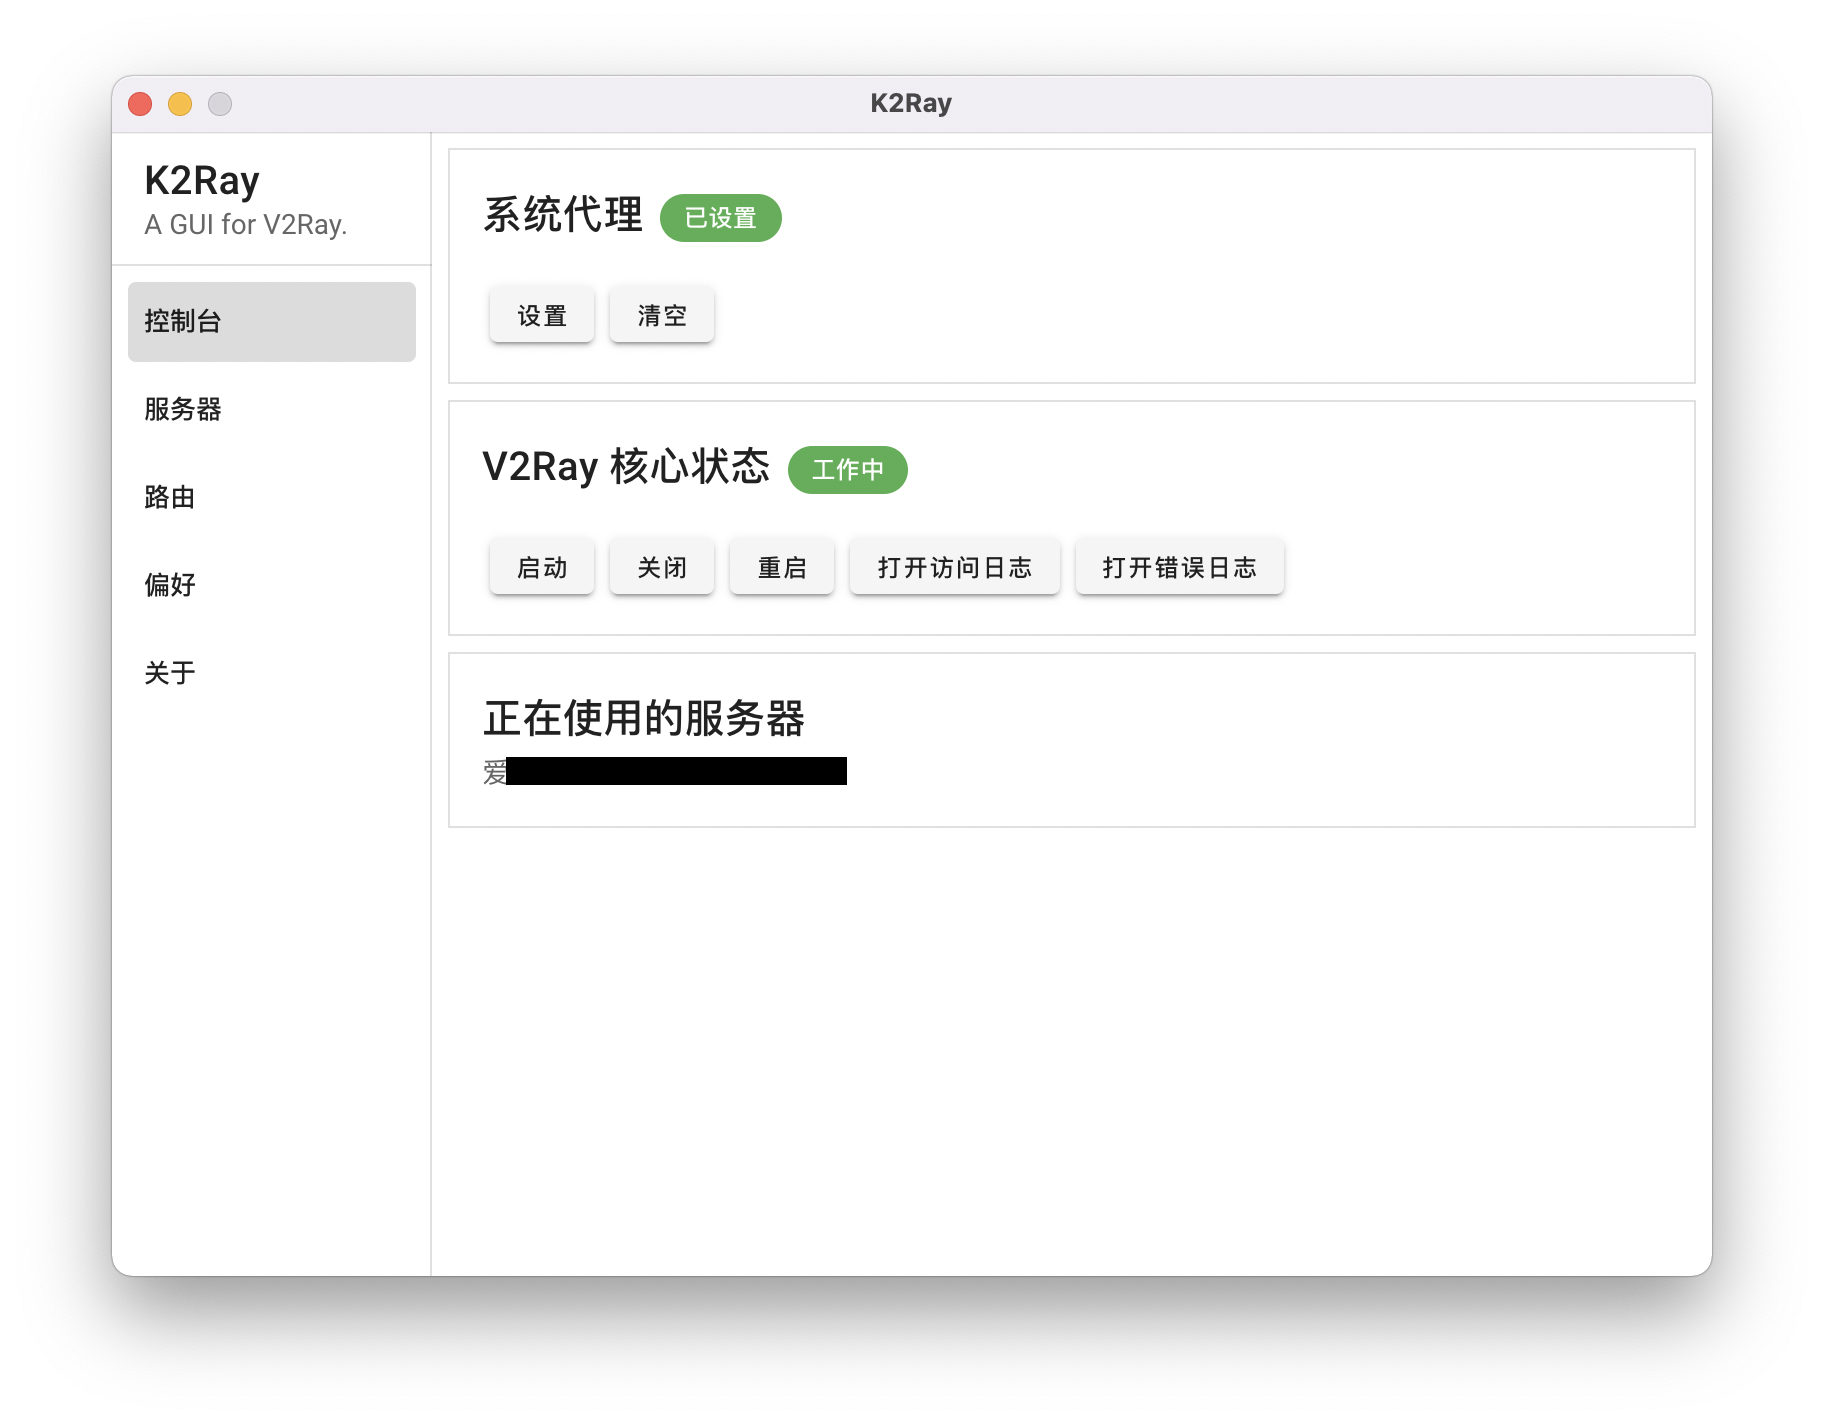 K2Ray
K2Ray
A GUI for V2Ray.
控制台
服务器
路由
偏好
关于
系统代理 已设置
设置 清空
V2Ray 核心状态 工作中
启动 关闭 重启 打开访问日志 打开错误日志
正在使用的服务器
爱